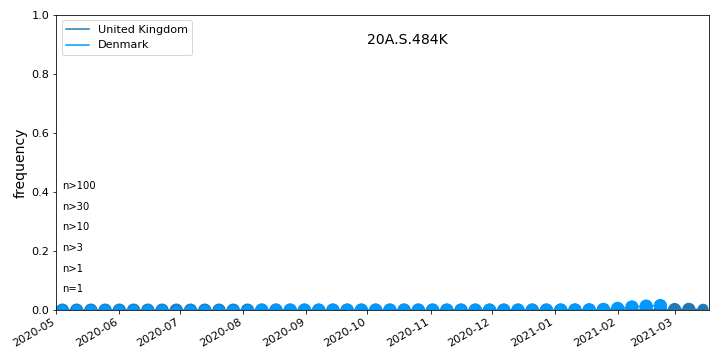 1.0
0.8
0.6
0.4
0.2
0.0
frequency
United Kingdom
Denmark
20A.S.484K
n>100
n>30
n>10
n>3
n>1
n=1
2020-05
2020-06
2020-07
2020-08
2020-09
2020-10
2020-11
2020-12
2021-01
2021-02
2021-03